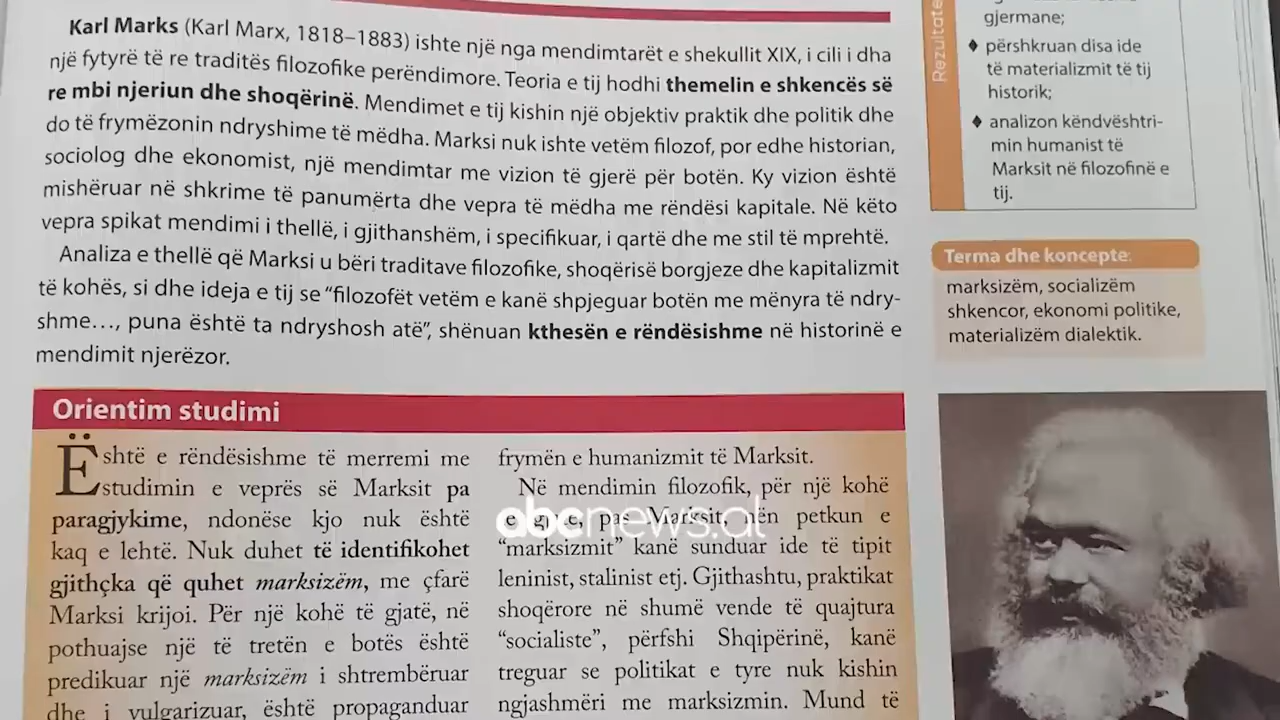 Karl Marks (Karl Marx, 1818–1883) ishte një nga mendimtarët e shekullit XIX, i cili i dha
një fytyrë të re traditës filozofike perëndimore. Teoria e tij hodhi themelin e shkencës së
re mbi njeriun dhe shoqërinë. Mendimet e tij kishin një objektiv praktik dhe politik dhe
do të frymëzonin ndryshime të mëdha. Marksi nuk ishte vetëm filozof, por edhe historian,
sociolog dhe ekonomist, një mendimtar me vizion të gjerë për botën. Ky vizion është
mishëruar në shkrime të panumërta dhe vepra të mëdha me rëndësi kapitale. Në këto
vepra spikat mendimi i thellë, i gjithanshëm, i specifikuar, i qartë dhe me stil të mprehtë.
Analiza e thellë që Marksi u bëri traditave filozofike, shoqërisë borgjeze dhe kapitalizmit
të kohës, si dhe ideja e tij se “filozofët vetëm e kanë shpjeguar botën me mënyra të ndry-
shme…, puna është ta ndryshosh atë”, shënuan kthesën e rëndësishme në historinë e
mendimit njerëzor.
Orientim studimi
Është e rëndësishme të merremi me
studimin e veprës së Marksit pa
paragjykime, ndonëse kjo nuk është
kaq e lehtë. Nuk duhet të identifikohet
gjithçka që quhet marksizëm, me çfarë
Marksi krijoi. Për një kohë të gjatë, në
pothuajse një të tretën e botës është
predikuar një marksizëm i shtrembëruar
dhe i vulgarizuar, është propaganduar
frymën e humanizmit të Marksit.
Në mendimin filozofik, për një kohë
e pas Marksit, nën petkun e
“marksizmit” kanë sunduar ide të tipit
leninist, stalinist etj. Gjithashtu, praktikat
shoqërore në shumë vende të quajtura
“socialiste”, përfshi Shqipërinë, kanë
treguar se politikat e tyre nuk kishin
ngjashmëri me marksizmin. Mund të
abcnews.al
Rezultate
gjermane;
♦ përshkruan disa ide
të materializmit të tij
historik;
♦ analizon këndvështri-
min humanist të
Marksit në filozofinë e
tij.
Terma dhe koncepte:
marksizëm, socializëm
shkencor, ekonomi politike,
materializëm dialektik.